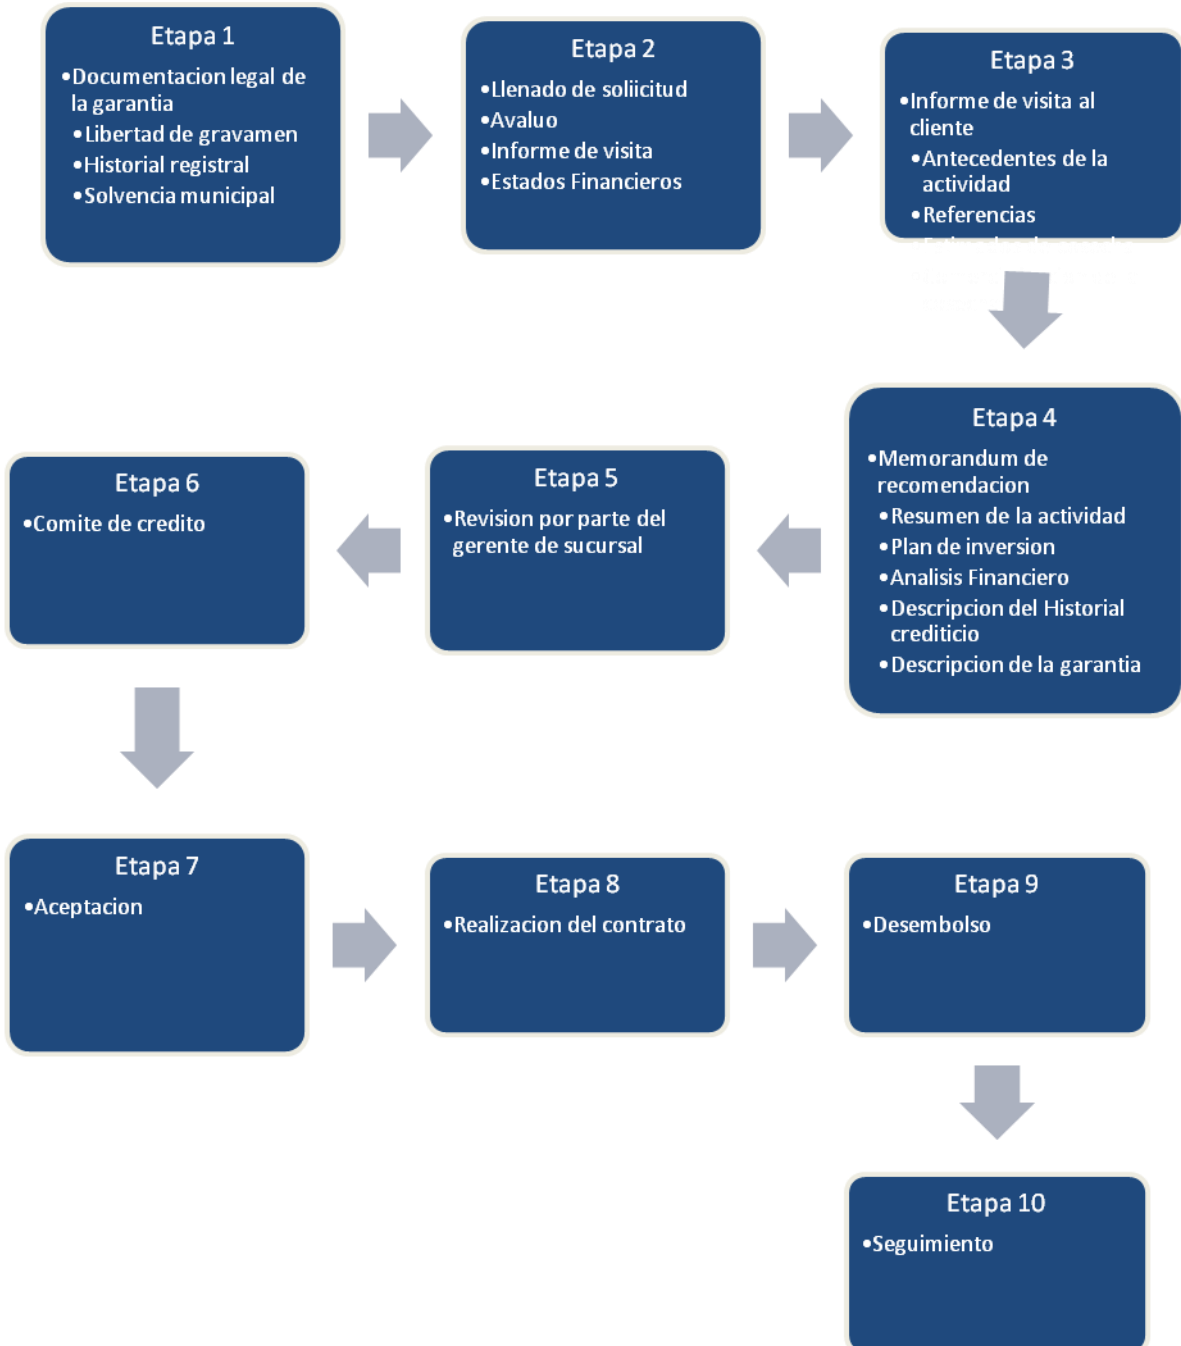 Etapa 1
•Documentacion legal de
la garantia
•Libertad de gravamen
•Historial registral
•Solvencia municipal
Etapa 2
•Llenado de soliicitud
•Avaluo
•Informe de visita
•Estados Financieros
Etapa 3
•Informe de visita al
cliente
•Antecedentes de la
actividad
•Referencias
Etapa 4
•Memorandum de
recomendacion
•Resumen de la actividad
•Plan de inversion
•Analisis Financiero
•Descripcion del Historial
crediticio
•Descripcion de la garantia
Etapa 5
•Revision por parte del
gerente de sucursal
Etapa 6
•Comite de credito
Etapa 7
•Aceptacion
Etapa 8
•Realizacion del contrato
Etapa 9
•Desembolso
Etapa 10
•Seguimiento